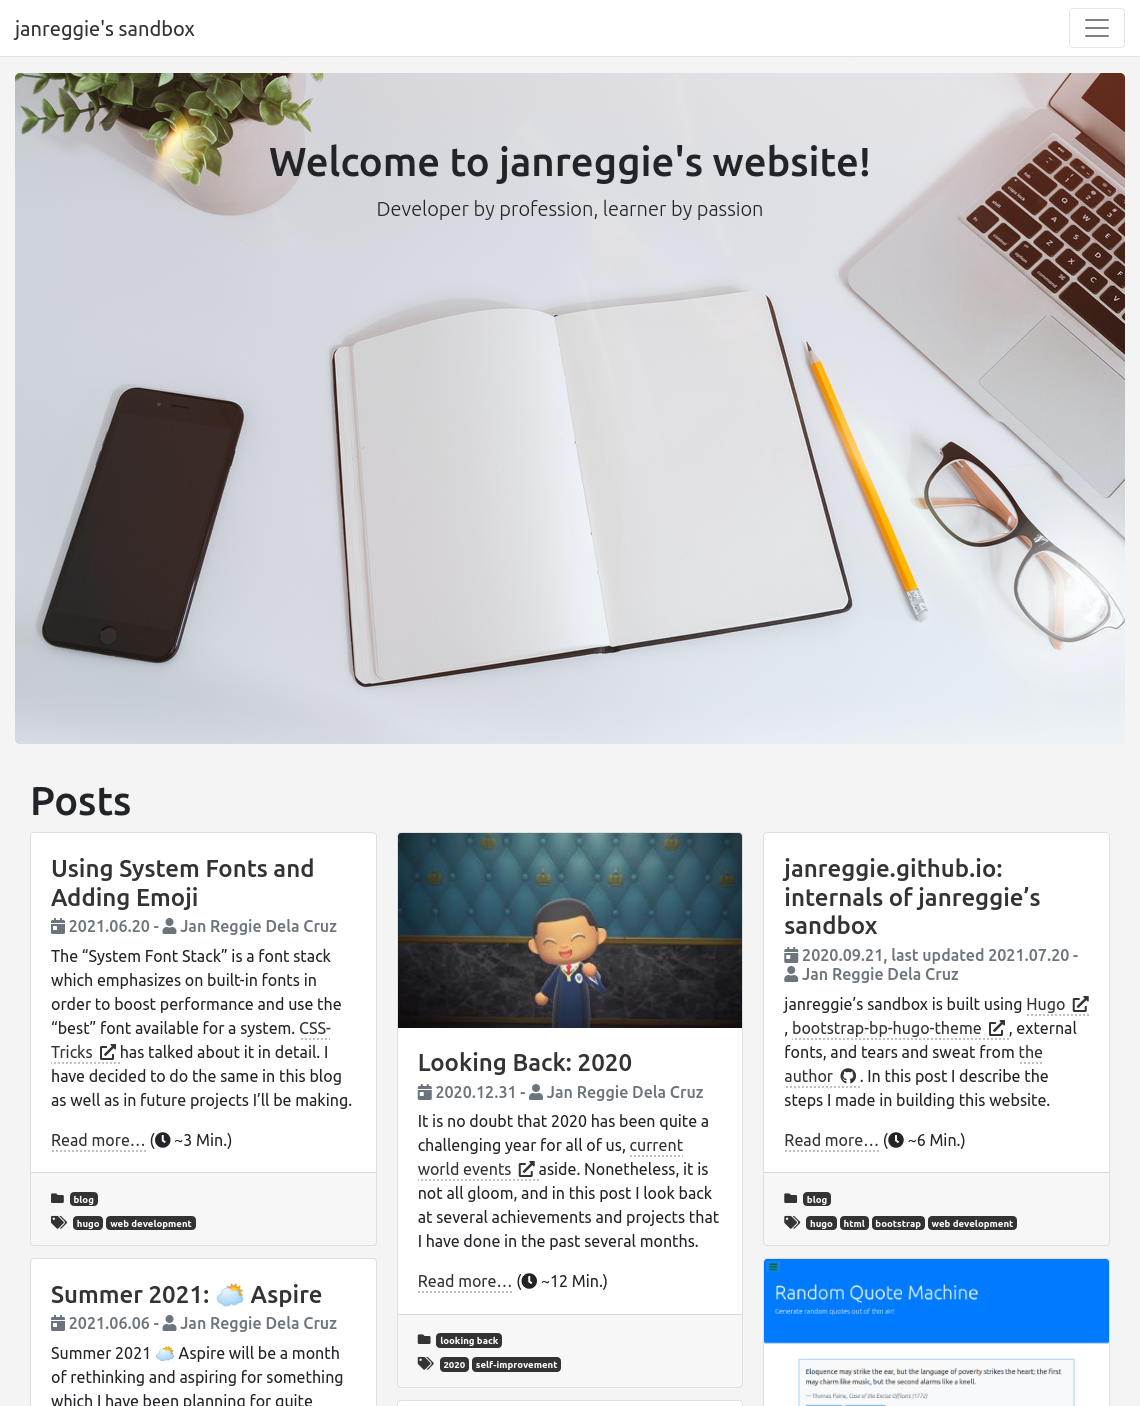 janreggie's sandbox
Welcome to janreggie's website!
Developer by profession, learner by passion
Posts
Using System Fonts and
Adding Emoji
2021.06.20 - Jan Reggie Dela Cruz
The “System Font Stack” is a font stack
which emphasizes on built-in fonts in
order to boost performance and use the
“best” font available for a system. CSS-
Tricks has talked about it in detail. I
have decided to do the same in this blog
as well as in future projects I’ll be making.
Read more… (~3 Min.)
blog
hugo web development
Summer 2021: ⛅ Aspire
2021.06.06 - Jan Reggie Dela Cruz
Summer 2021 ⛅ Aspire will be a month
of rethinking and aspiring for something
which I have been planning for quite
Looking Back: 2020
2020.12.31 - Jan Reggie Dela Cruz
It is no doubt that 2020 has been quite a
challenging year for all of us, current
world events aside. Nonetheless, it is
not all gloom, and in this post I look back
at several achievements and projects that
I have done in the past several months.
Read more… (~12 Min.)
looking back
2020 self-improvement
janreggie.github.io:
internals of janreggie’s
sandbox
2020.09.21, last updated 2021.07.20 -
Jan Reggie Dela Cruz
janreggie’s sandbox is built using Hugo
, bootstrap-bp-hugo-theme , external
fonts, and tears and sweat from the
author . In this post I describe the
steps I made in building this website.
Read more… (~6 Min.)
blog
hugo html bootstrap web development
Random Quote Machine
Generate random quotes out of thin air!
Eloquence may strike the ear, but the language of poverty strikes the heart; the first
may charm like music, but the second alarms like a knell.
— Thomas Paine, Case of the Excise Officers (1772)